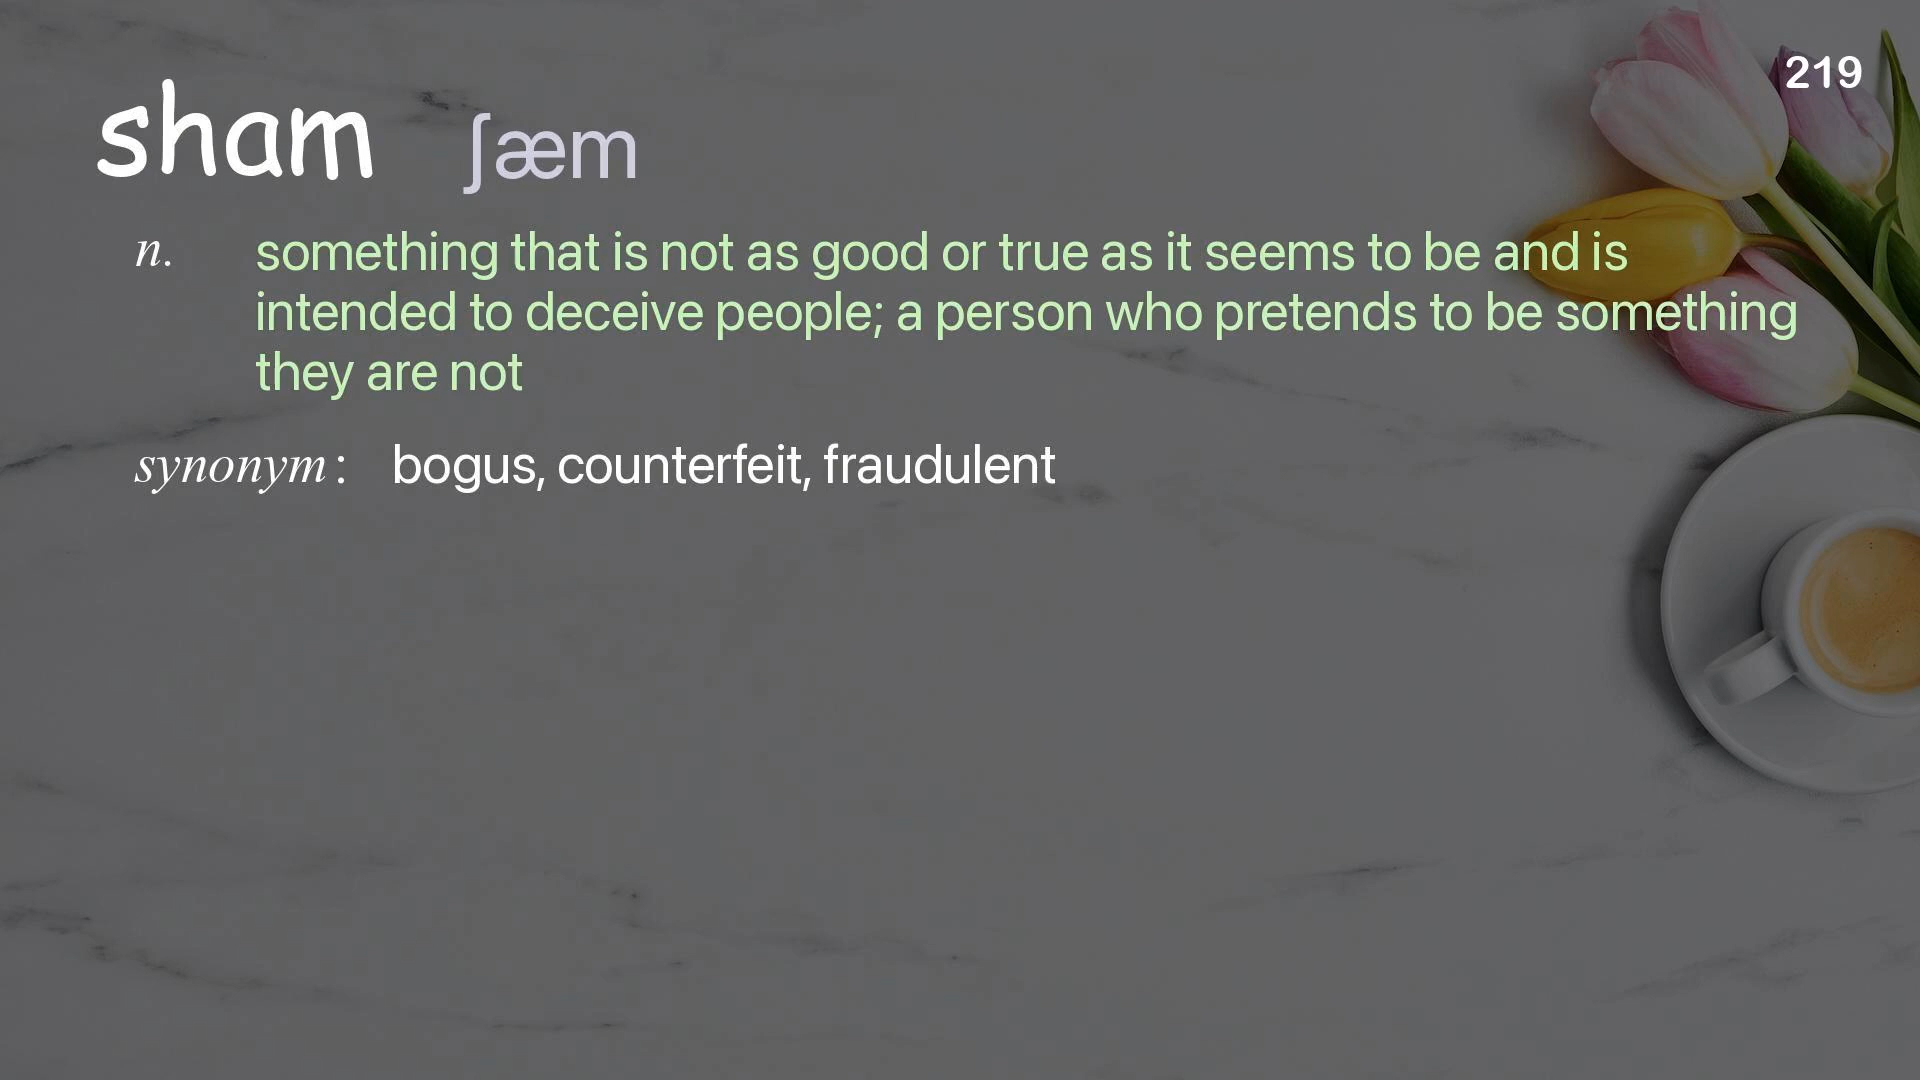 219
sham ʃæm
n. something that is not as good or true as it seems to be and is
intended to deceive people; a person who pretends to be something
they are not
synonym : bogus, counterfeit, fraudulent